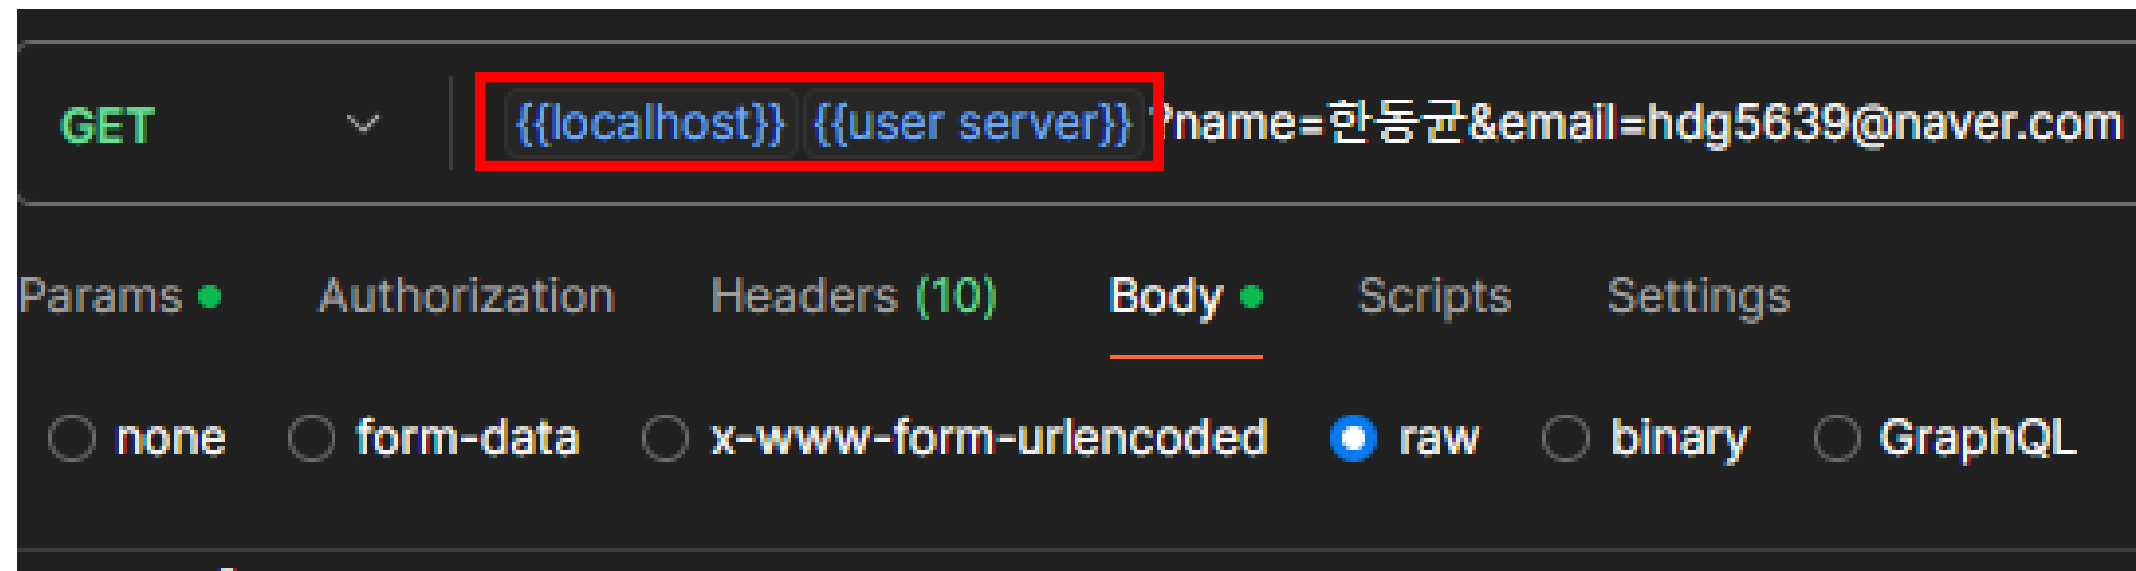 GET {{localhost}} {{user server}} ?name=한동균&email=hdg5639@naver.com
Params Authorization Headers (10) Body Scripts Settings
none form-data x-www-form-urlencoded raw binary GraphQL